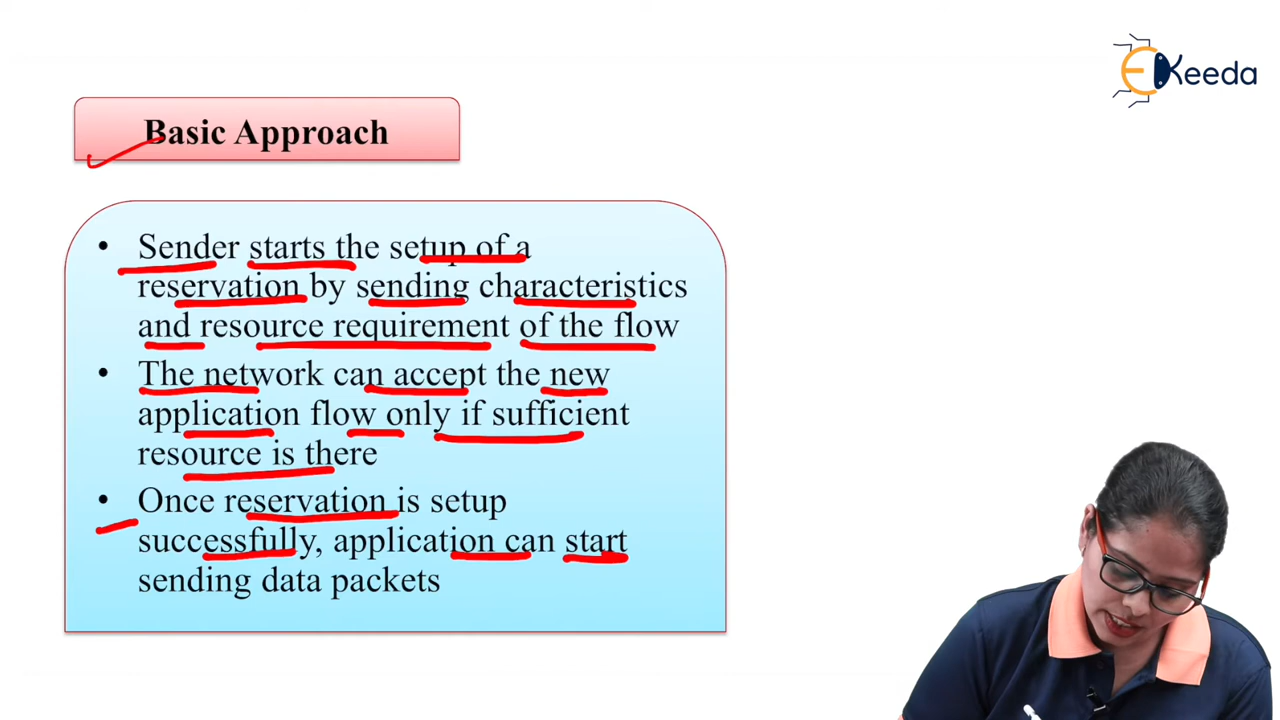 EKeeda
Basic Approach
• Sender starts the setup of a
reservation by sending characteristics
and resource requirement of the flow
• The network can accept the new
application flow only if sufficient
resource is there
• Once reservation is setup
successfully, application can start
sending data packets